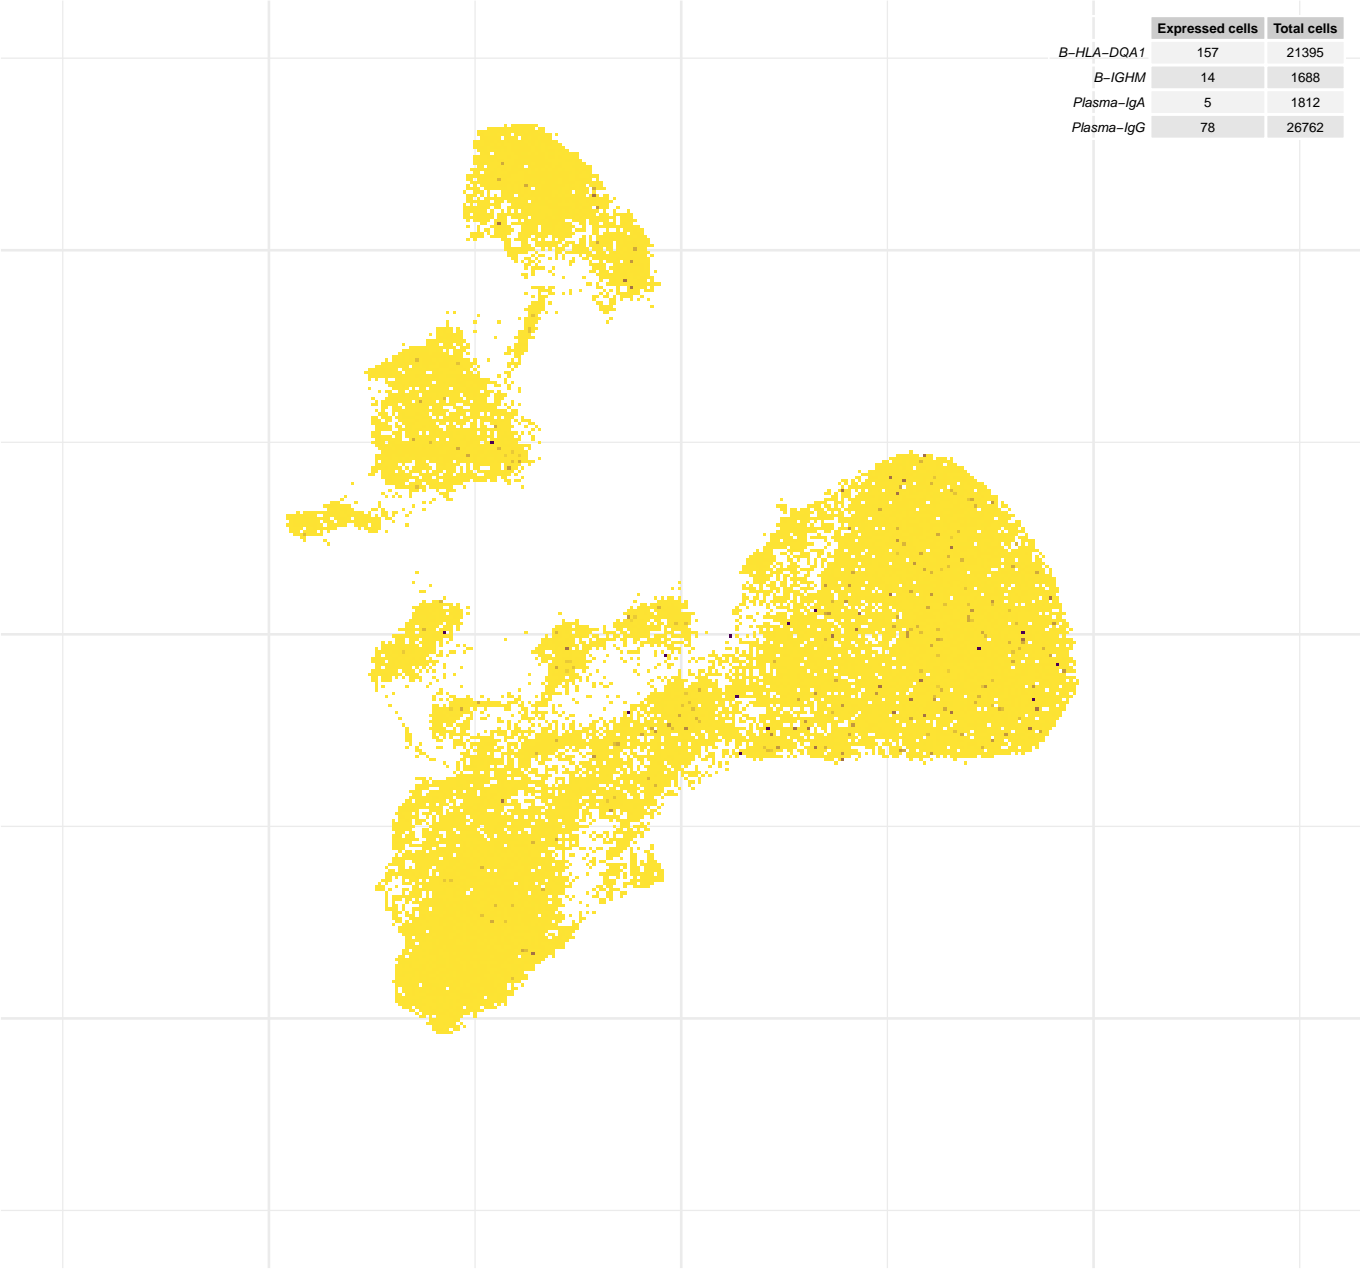 Expressed cells Total cells
B−HLA−DQA1 157 21395
B−IGHM 14 1688
Plasma−IgA 5 1812
Plasma−IgG 78 26762